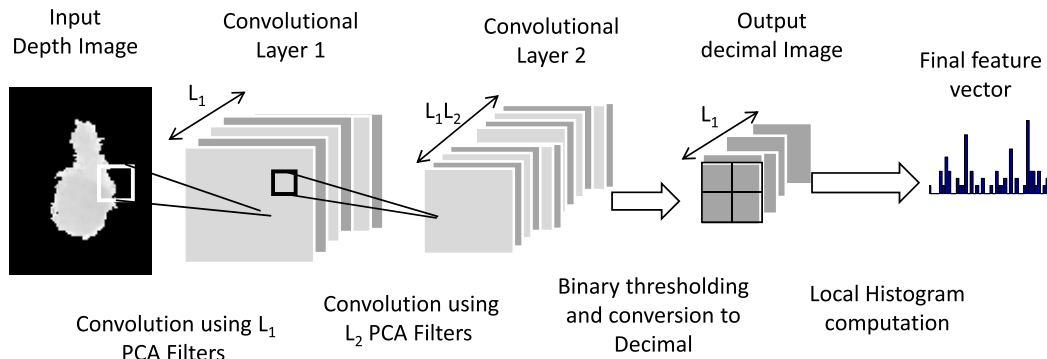 Input
Depth Image
Convolutional
Layer 1
Convolutional
Layer 2
Output
decimal Image
Final feature
vector
L₁
L₁L₂
L₁
Convolution using L₁
PCA Filters
Convolution using
L₂ PCA Filters
Binary thresholding
and conversion to
Decimal
Local Histogram
computation